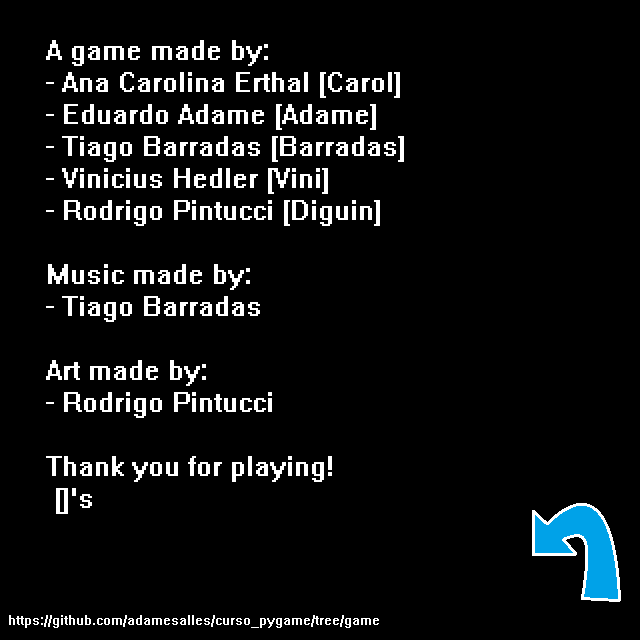 A game made by:
- Ana Carolina Erthal [Carol]
- Eduardo Adame [Adame]
- Tiago Barradas [Barradas]
- Vinicius Hedler [Vini]
- Rodrigo Pintucci [Diguin]
Music made by:
- Tiago Barradas
Art made by:
- Rodrigo Pintucci
Thank you for playing!
[]'s
https://github.com/adamesalles/curso_pygame/tree/game